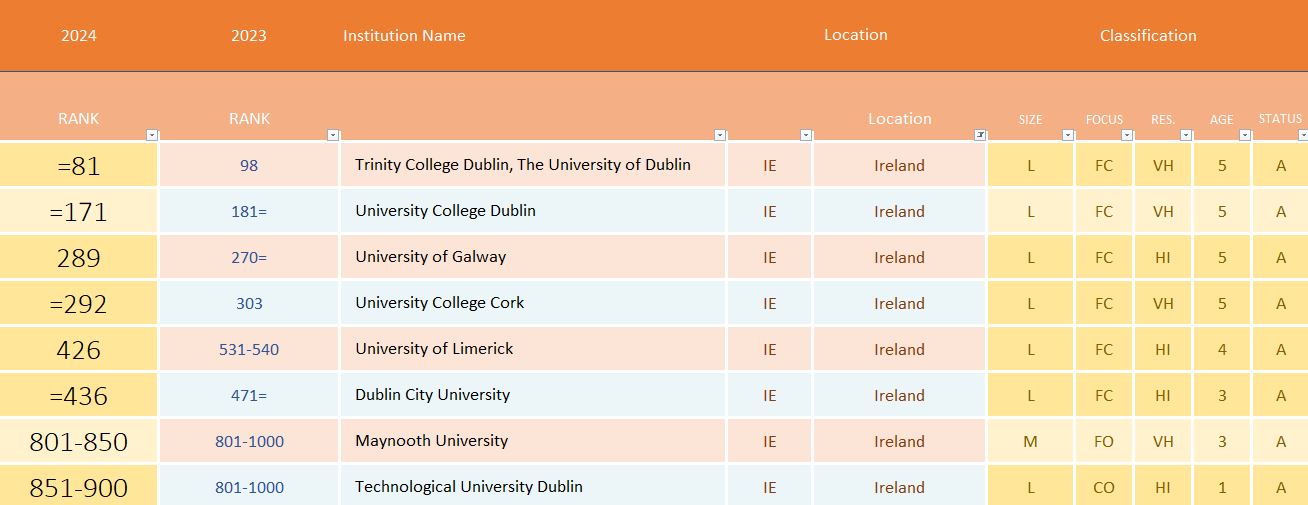 2024 2023 Institution Name Location Classification
RANK RANK Location SIZE FOCUS RES. AGE STATUS
=81 98 Trinity College Dublin, The University of Dublin IE Ireland L FC VH 5 A
=171 181= University College Dublin IE Ireland L FC VH 5 A
289 270= University of Galway IE Ireland L FC HI 5 A
=292 303 University College Cork IE Ireland L FC VH 5 A
426 531-540 University of Limerick IE Ireland L FC HI 4 A
=436 471= Dublin City University IE Ireland L FC HI 3 A
801-850 801-1000 Maynooth University IE Ireland M FO VH 3 A
851-900 801-1000 Technological University Dublin IE Ireland L CO HI 1 A